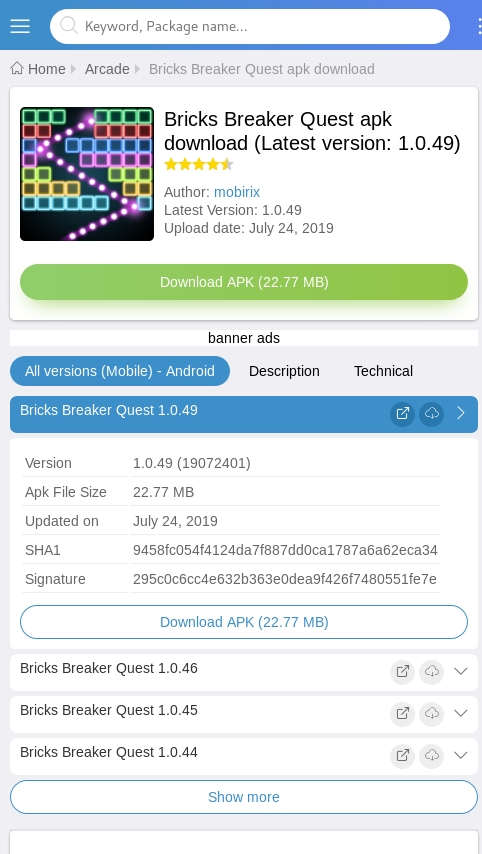 Keyword, Package name...
Home Arcade Bricks Breaker Quest apk download
Bricks Breaker Quest apk
download (Latest version: 1.0.49)
Author: mobirix
Latest Version: 1.0.49
Upload date: July 24, 2019
Download APK (22.77 MB)
banner ads
All versions (Mobile) - Android Description Technical
Bricks Breaker Quest 1.0.49
Version 1.0.49 (19072401)
Apk File Size 22.77 MB
Updated on July 24, 2019
SHA1 9458fc054f4124da7f887dd0ca1787a6a62eca34
Signature 295c0c6cc4e632b363e0dea9f426f7480551fe7e
Download APK (22.77 MB)
Bricks Breaker Quest 1.0.46
Bricks Breaker Quest 1.0.45
Bricks Breaker Quest 1.0.44
Show more